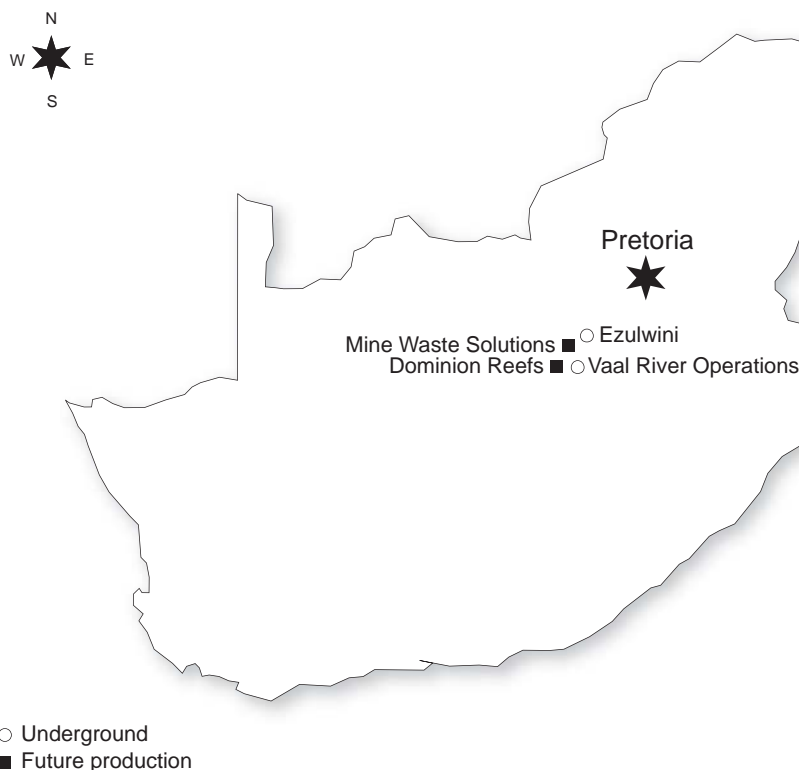 N
W E
S
Pretoria
Ezulwini
Mine Waste Solutions
Dominion Reefs
Vaal River Operations
Underground
Future production